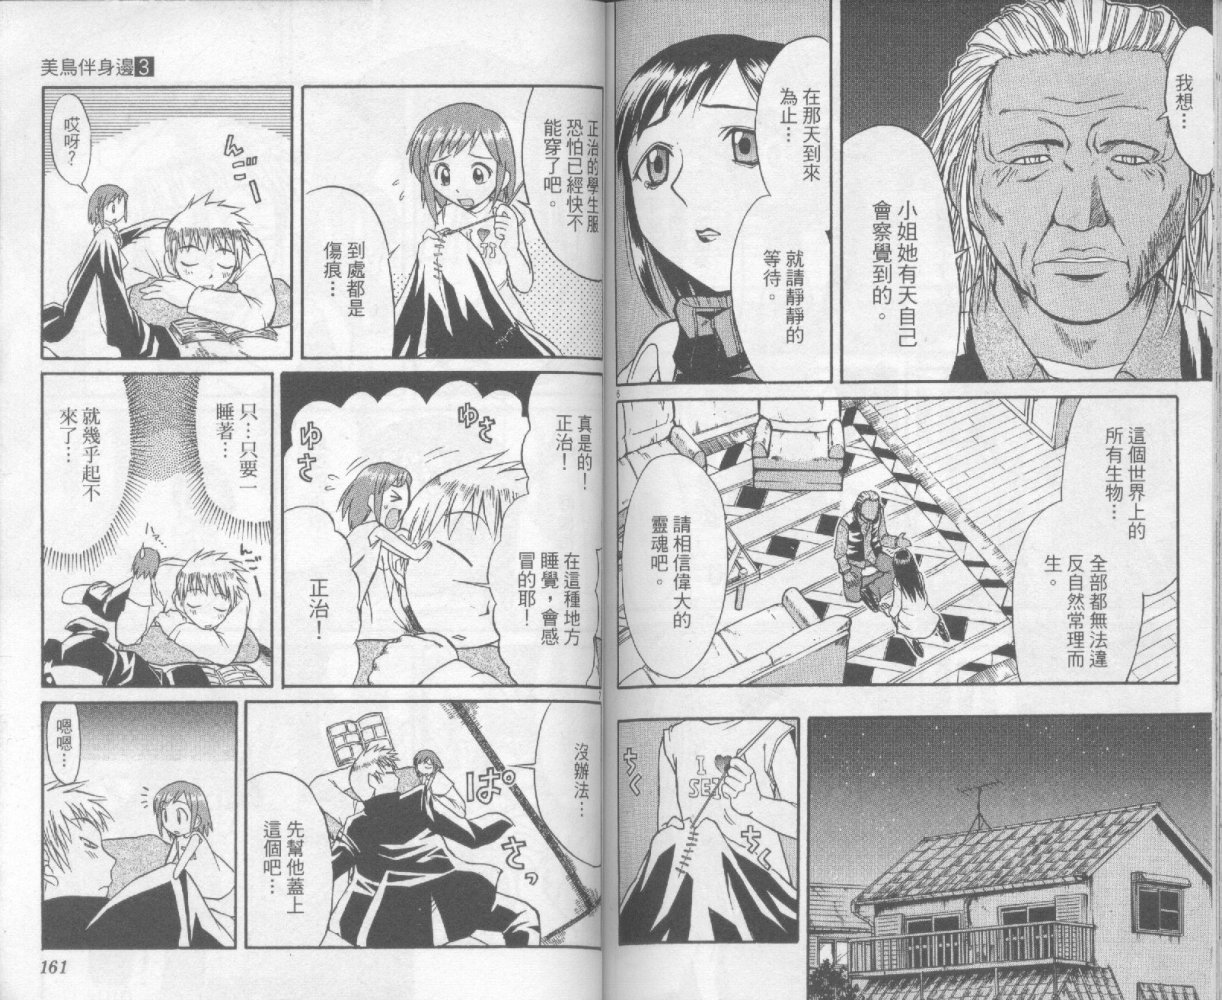 我想…
小姐她有天自己
會察覺到的。
在那天到來
為止…
就請靜靜的
等待。
這個世界上的
所有生物…
全部都無法違
反自然常理而
生。
請相信偉大的
靈魂吧。
I ♥
SEI
ちく
ちく
美鳥伴身邊3
正治的學生服
恐怕已經快不
能穿了吧。
到處都是
傷痕…
哎呀?
んごー
真是的!
正治!
在這種地方
睡覺,會感
冒的耶!
正治!
ゆさ
ゆさ
只…只要一
睡著…
就幾乎起不
來了…
んご
沒辦法…
先幫他蓋上
這個吧…
ぱさっ
嗯嗯…
161